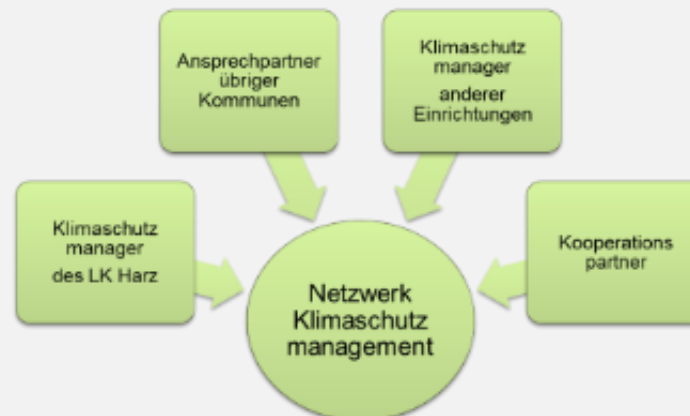 Ansprechpartner
übriger
Kommunen
Klimaschutz
manager
anderer
Einrichtungen
Klimaschutz
manager
des LK Harz
Kooperations
partner
Netzwerk
Klimaschutz
management